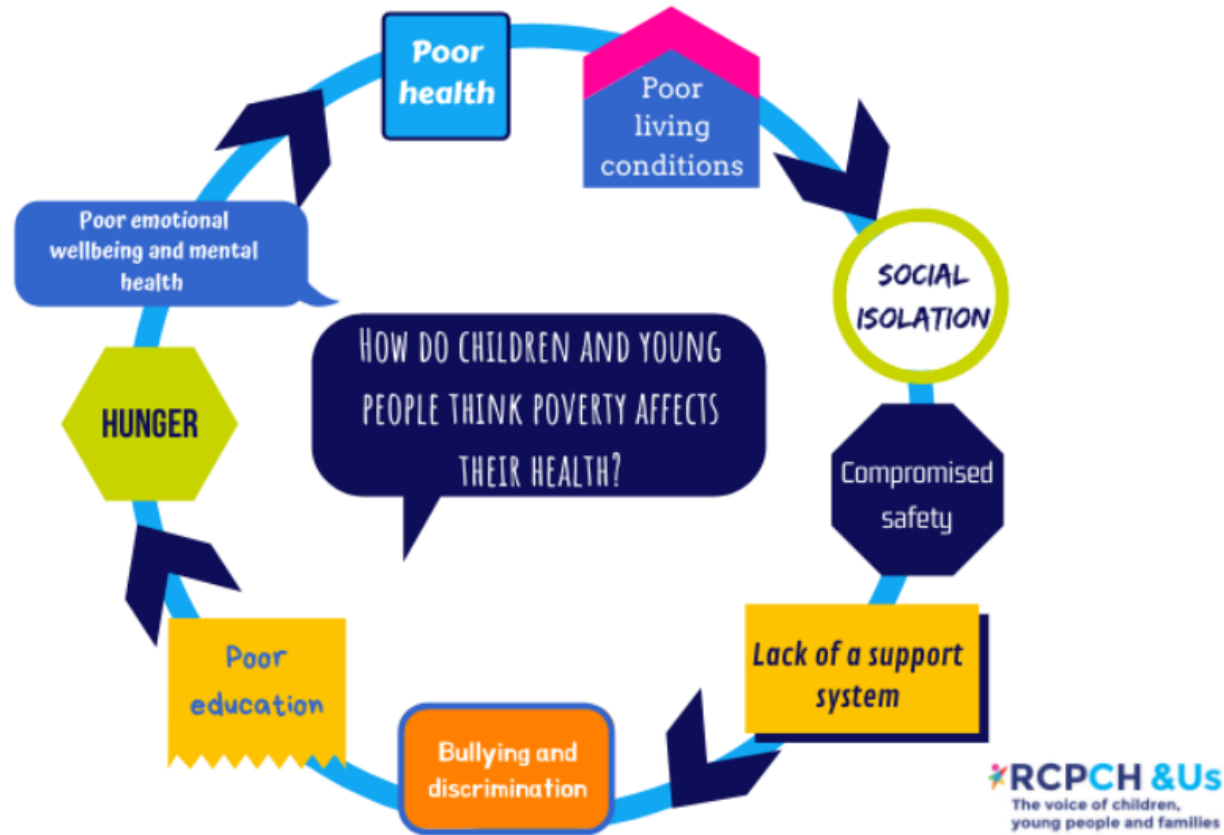 Poor
health
Poor
living
conditions
SOCIAL
ISOLATION
Compromised
safety
Lack of a support
system
Bullying and
discrimination
Poor
education
HUNGER
Poor emotional
wellbeing and mental
health
HOW DO CHILDREN AND YOUNG
PEOPLE THINK POVERTY AFFECTS
THEIR HEALTH?
RCPCH &Us
The voice of children,
young people and families